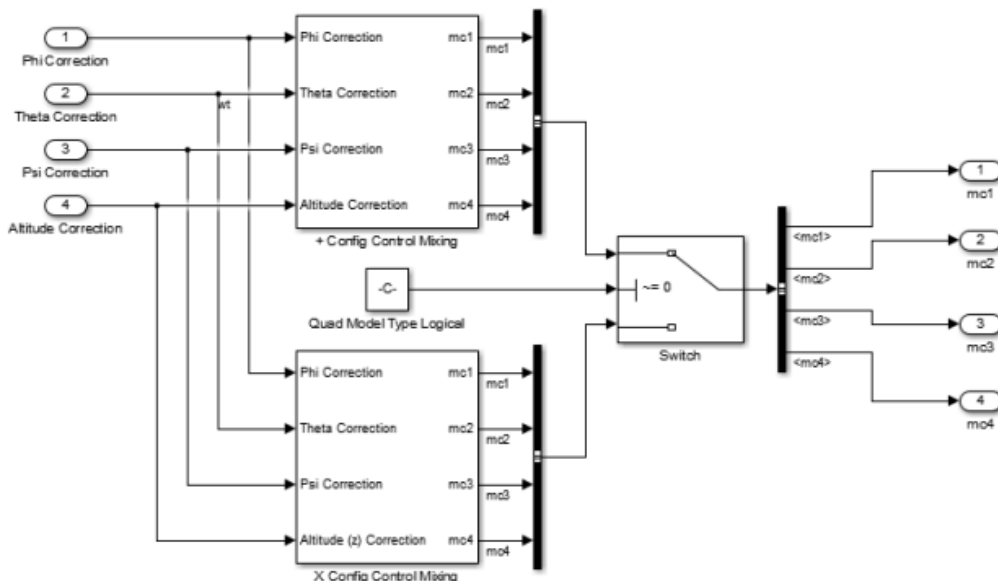 1
Phi Correction
2
Theta Correction
3
Psi Correction
4
Altitude Correction
wt
Phi Correction
Theta Correction
Psi Correction
Altitude Correction
mc1
mc2
mc3
mc4
mc1
mc2
mc3
mc4
+ Config Control Mixing
-C-
Quad Model Type Logical
~= 0
Switch
Phi Correction
Theta Correction
Psi Correction
Altitude (z) Correction
mc1
mc2
mc3
mc4
mc1
mc2
mc3
mc4
X Config Control Mixing
<mc1>
<mc2>
<mc3>
<mc4>
1
mc1
2
mc2
3
mc3
4
mc4